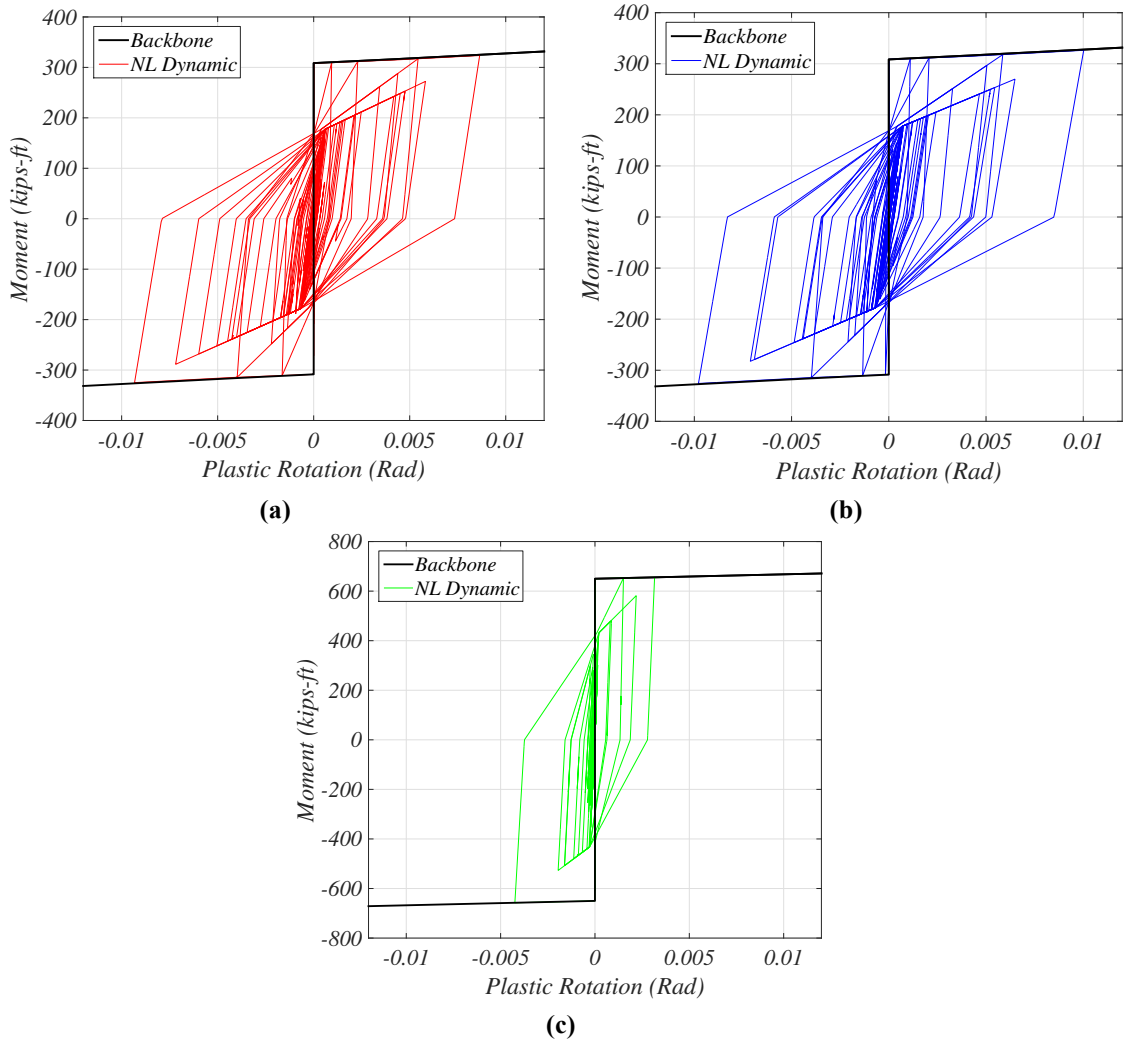 400
300
200
100
0
-100
-200
-300
-400
Moment (kips-ft)
Backbone
NL Dynamic
-0.01 -0.005 0 0.005 0.01
Plastic Rotation (Rad)
(a)
400
300
200
100
0
-100
-200
-300
-400
Moment (kips-ft)
Backbone
NL Dynamic
-0.01 -0.005 0 0.005 0.01
Plastic Rotation (Rad)
(b)
800
600
400
200
0
-200
-400
-600
-800
Moment (kips-ft)
Backbone
NL Dynamic
-0.01 -0.005 0 0.005 0.01
Plastic Rotation (Rad)
(c)